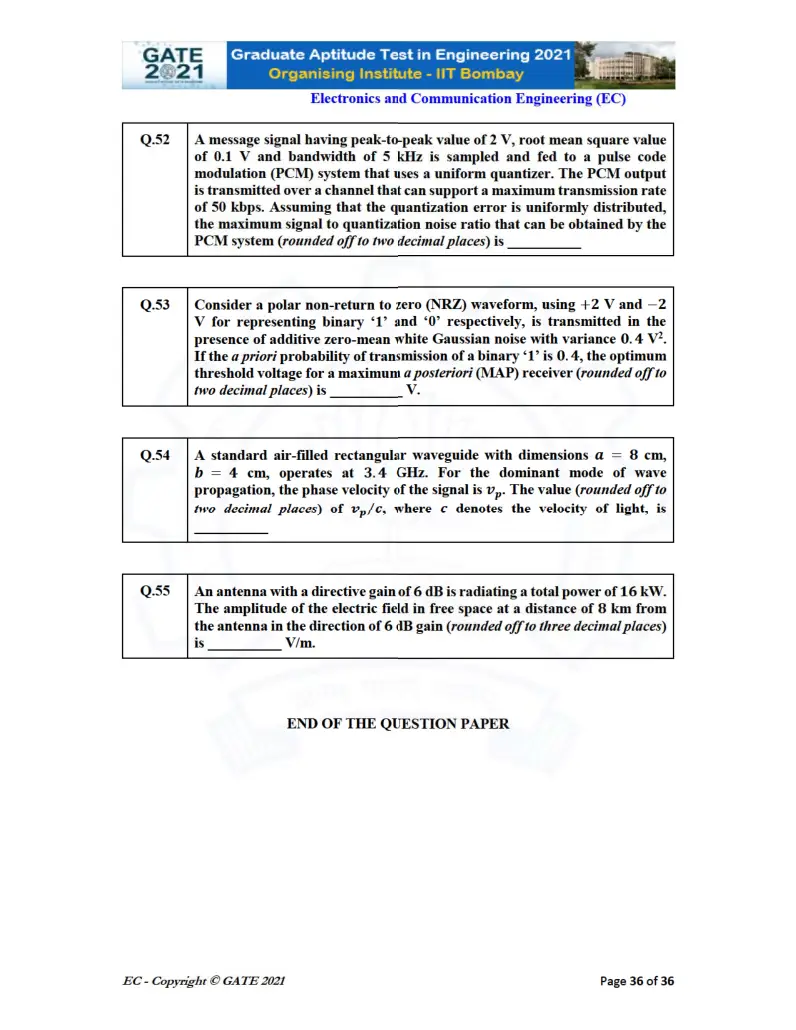 GATE
2021
Graduate Aptitude Test in Engineering 2021
Organising Institute - IIT Bombay
Electronics and Communication Engineering (EC)
Q.52 A message signal having peak-to-peak value of 2 V, root mean square value
of 0.1 V and bandwidth of 5 kHz is sampled and fed to a pulse code
modulation (PCM) system that uses a uniform quantizer. The PCM output
is transmitted over a channel that can support a maximum transmission rate
of 50 kbps. Assuming that the quantization error is uniformly distributed,
the maximum signal to quantization noise ratio that can be obtained by the
PCM system (rounded off to two decimal places) is __________
Q.53 Consider a polar non-return to zero (NRZ) waveform, using +2 V and −2
V for representing binary ‘1’ and ‘0’ respectively, is transmitted in the
presence of additive zero-mean white Gaussian noise with variance 0.4 V².
If the a priori probability of transmission of a binary ‘1’ is 0.4, the optimum
threshold voltage for a maximum a posteriori (MAP) receiver (rounded off to
two decimal places) is __________ V.
Q.54 A standard air-filled rectangular waveguide with dimensions a = 8 cm,
b = 4 cm, operates at 3.4 GHz. For the dominant mode of wave
propagation, the phase velocity of the signal is vₚ. The value (rounded off to
two decimal places) of vₚ/c, where c denotes the velocity of light, is
__________
Q.55 An antenna with a directive gain of 6 dB is radiating a total power of 16 kW.
The amplitude of the electric field in free space at a distance of 8 km from
the antenna in the direction of 6 dB gain (rounded off to three decimal places)
is __________ V/m.
END OF THE QUESTION PAPER
EC - Copyright © GATE 2021 Page 36 of 36